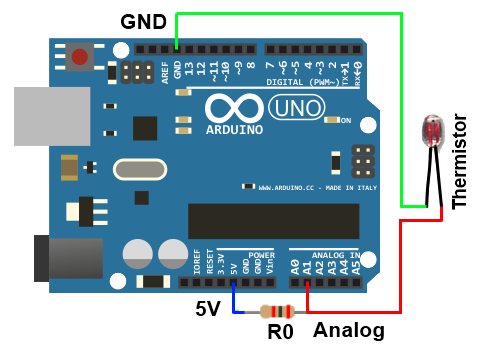 GND
AREF
GND
13
12
~11
~10
~9
8
7
~6
~5
4
~3
2
TX→1
RX←0
DIGITAL (PWM~)
UNO
ARDUINO
ON
Thermistor
WWW.ARDUINO.CC - MADE IN ITALY
POWER
ANALOG IN
IOREF
RESET
3.3V
5V
GND
GND
Vin
A0
A1
A2
A3
A4
A5
5V
R0
Analog